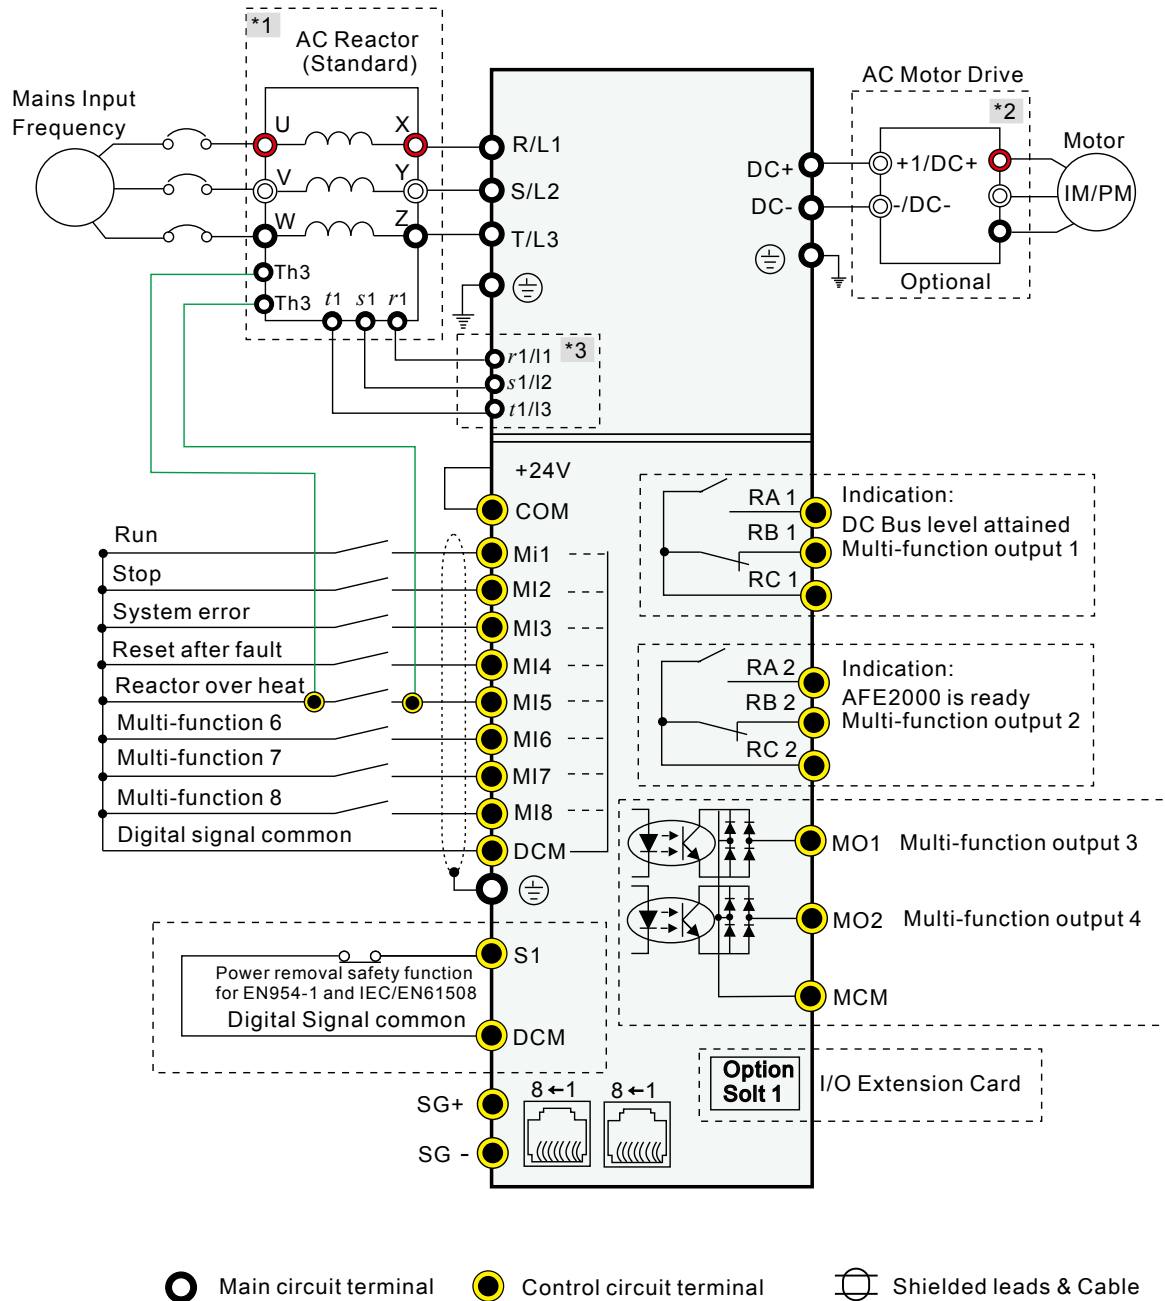 *1
AC Reactor
(Standard)
Mains Input
Frequency
U
X
V
Y
W
Z
Th3
Th3
t1 s1 r1
R/L1
S/L2
T/L3
*3
r1/l1
s1/l2
t1/l3
DC+
DC-
AC Motor Drive
*2
+1/DC+
-/DC-
Optional
Motor
IM/PM
+24V
COM
Run
Mi1
Stop
MI2
System error
MI3
Reset after fault
MI4
Reactor over heat
MI5
Multi-function 6
MI6
Multi-function 7
MI7
Multi-function 8
MI8
Digital signal common
DCM
S1
Power removal safety function
for EN954-1 and IEC/EN61508
Digital Signal common
DCM
SG+
SG -
8←1
8←1
RA 1
RB 1
RC 1
Indication:
DC Bus level attained
Multi-function output 1
RA 2
RB 2
RC 2
Indication:
AFE2000 is ready
Multi-function output 2
MO1 Multi-function output 3
MO2 Multi-function output 4
MCM
Option
Solt 1
I/O Extension Card
Main circuit terminal
Control circuit terminal
Shielded leads & Cable